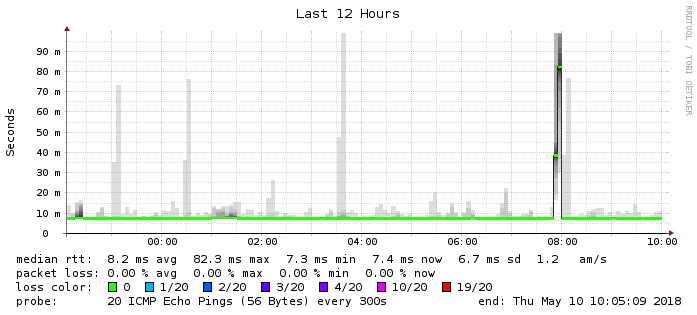 Last 12 Hours
RRDTOOL / TOBI OETIKER
Seconds
90 m
80 m
70 m
60 m
50 m
40 m
30 m
20 m
10 m
0
00:00 02:00 04:00 06:00 08:00 10:00
median rtt: 8.2 ms avg 82.3 ms max 7.3 ms min 7.4 ms now 6.7 ms sd 1.2 am/s
packet loss: 0.00 % avg 0.00 % max 0.00 % min 0.00 % now
loss color: 0 1/20 2/20 3/20 4/20 10/20 19/20
probe: 20 ICMP Echo Pings (56 Bytes) every 300s end: Thu May 10 10:05:09 2018